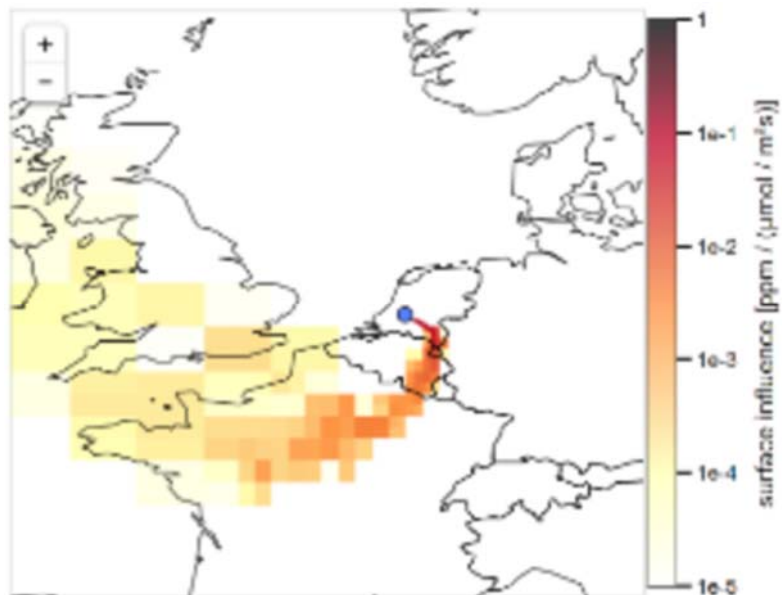 +
−
1
1e-1
1e-2
1e-3
1e-4
1e-5
surface influence [ppm / (μmol / m²s)]